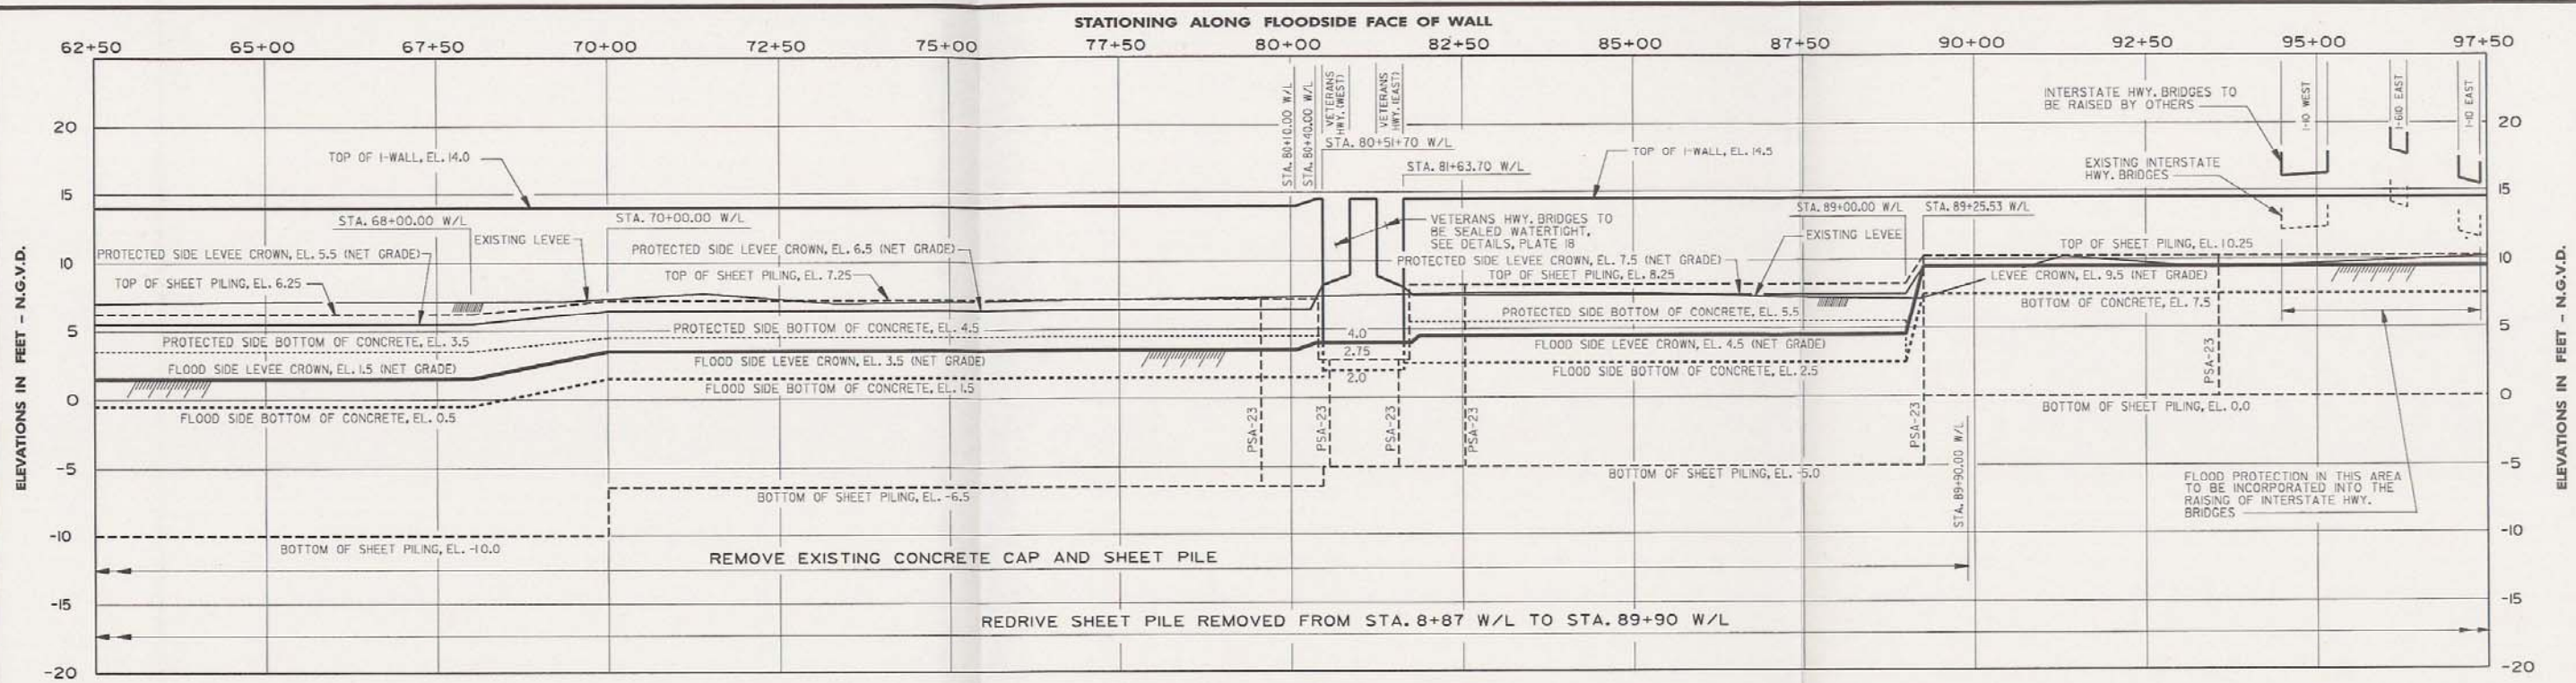 STATIONING ALONG FLOODSIDE FACE OF WALL
62+50 65+00 67+50 70+00 72+50 75+00 77+50 80+00 82+50 85+00 87+50 90+00 92+50 95+00 97+50
ELEVATIONS IN FEET - N.G.V.D.
20
15
10
5
0
-5
-10
-15
-20
TOP OF I-WALL, EL. 14.0
STA. 68+00.00 W/L
STA. 70+00.00 W/L
EXISTING LEVEE
PROTECTED SIDE LEVEE CROWN, EL. 5.5 (NET GRADE)
PROTECTED SIDE LEVEE CROWN, EL. 6.5 (NET GRADE)
TOP OF SHEET PILING, EL. 6.25
TOP OF SHEET PILING, EL. 7.25
PROTECTED SIDE BOTTOM OF CONCRETE, EL. 3.5
PROTECTED SIDE BOTTOM OF CONCRETE, EL. 4.5
FLOOD SIDE LEVEE CROWN, EL. 1.5 (NET GRADE)
FLOOD SIDE LEVEE CROWN, EL. 3.5 (NET GRADE)
FLOOD SIDE BOTTOM OF CONCRETE, EL. 0.5
FLOOD SIDE BOTTOM OF CONCRETE, EL. 1.5
BOTTOM OF SHEET PILING, EL. -6.5
BOTTOM OF SHEET PILING, EL. -10.0
STA. 80+10.00 W/L
STA. 80+40.00 W/L
VETERANS
HWY. (WEST)
VETERANS
HWY. (EAST)
STA. 80+51+70 W/L
STA. 81+63.70 W/L
TOP OF I-WALL, EL. 14.5
VETERANS HWY. BRIDGES TO
BE SEALED WATERTIGHT,
SEE DETAILS, PLATE 18
PROTECTED SIDE LEVEE CROWN, EL. 7.5 (NET GRADE)
TOP OF SHEET PILING, EL. 8.25
STA. 89+00.00 W/L
STA. 89+25.53 W/L
EXISTING LEVEE
PROTECTED SIDE BOTTOM OF CONCRETE, EL. 5.5
4.0
2.75
2.0
FLOOD SIDE LEVEE CROWN, EL. 4.5 (NET GRADE)
FLOOD SIDE BOTTOM OF CONCRETE, EL. 2.5
PSA-23
PSA-23
PSA-23
PSA-23
PSA-23
PSA-23
BOTTOM OF SHEET PILING, EL. -5.0
STA. 89+90.00 W/L
INTERSTATE HWY. BRIDGES TO
BE RAISED BY OTHERS
I-10 WEST
I-610 EAST
I-10 EAST
EXISTING INTERSTATE
HWY. BRIDGES
TOP OF SHEET PILING, EL. 10.25
LEVEE CROWN, EL. 9.5 (NET GRADE)
BOTTOM OF CONCRETE, EL. 7.5
BOTTOM OF SHEET PILING, EL. 0.0
FLOOD PROTECTION IN THIS AREA
TO BE INCORPORATED INTO THE
RAISING OF INTERSTATE HWY.
BRIDGES
REMOVE EXISTING CONCRETE CAP AND SHEET PILE
REDRIVE SHEET PILE REMOVED FROM STA. 8+87 W/L TO STA. 89+90 W/L
20
15
10
5
0
-5
-10
-15
-20
ELEVATIONS IN FEET - N.G.V.D.